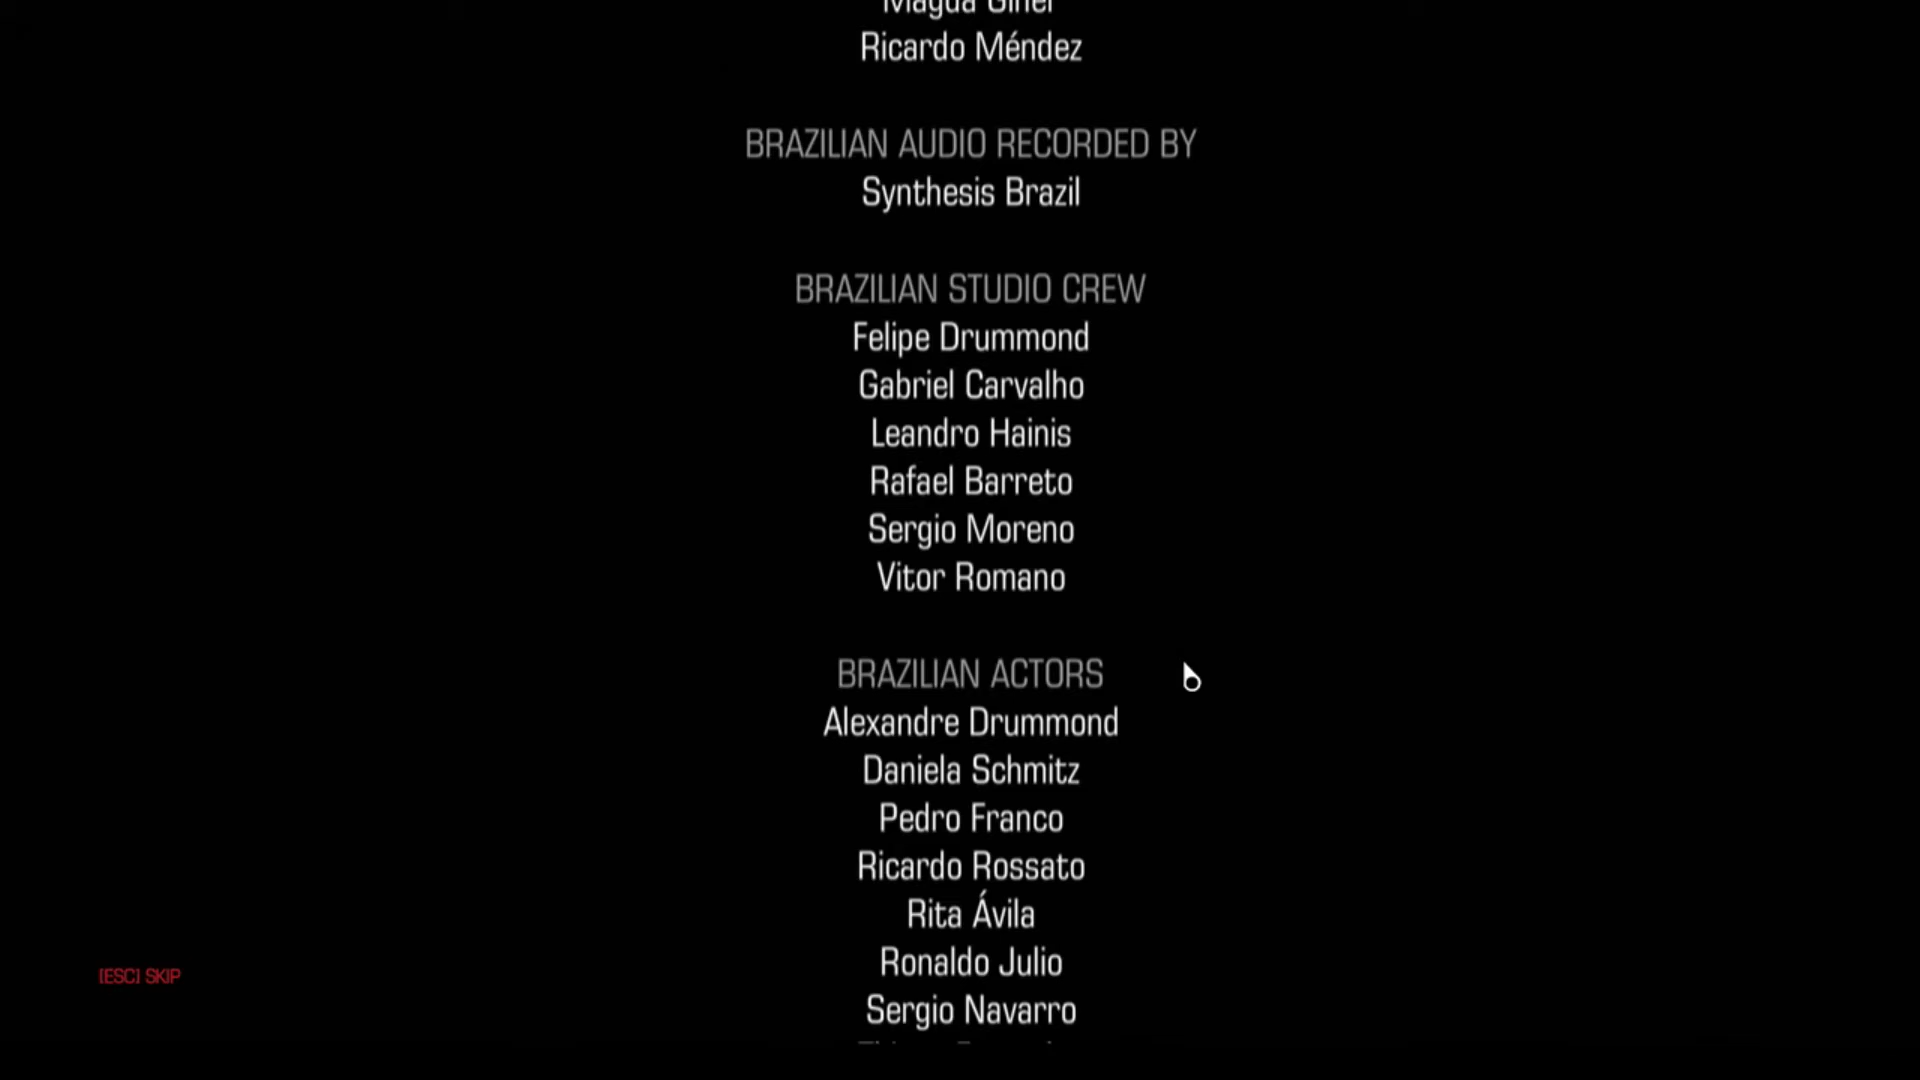 Magda Giner
Ricardo Méndez
BRAZILIAN AUDIO RECORDED BY
Synthesis Brazil
BRAZILIAN STUDIO CREW
Felipe Drummond
Gabriel Carvalho
Leandro Hainis
Rafael Barreto
Sergio Moreno
Vitor Romano
BRAZILIAN ACTORS
Alexandre Drummond
Daniela Schmitz
Pedro Franco
Ricardo Rossato
Rita Ávila
Ronaldo Julio
Sergio Navarro
[ESC] SKIP